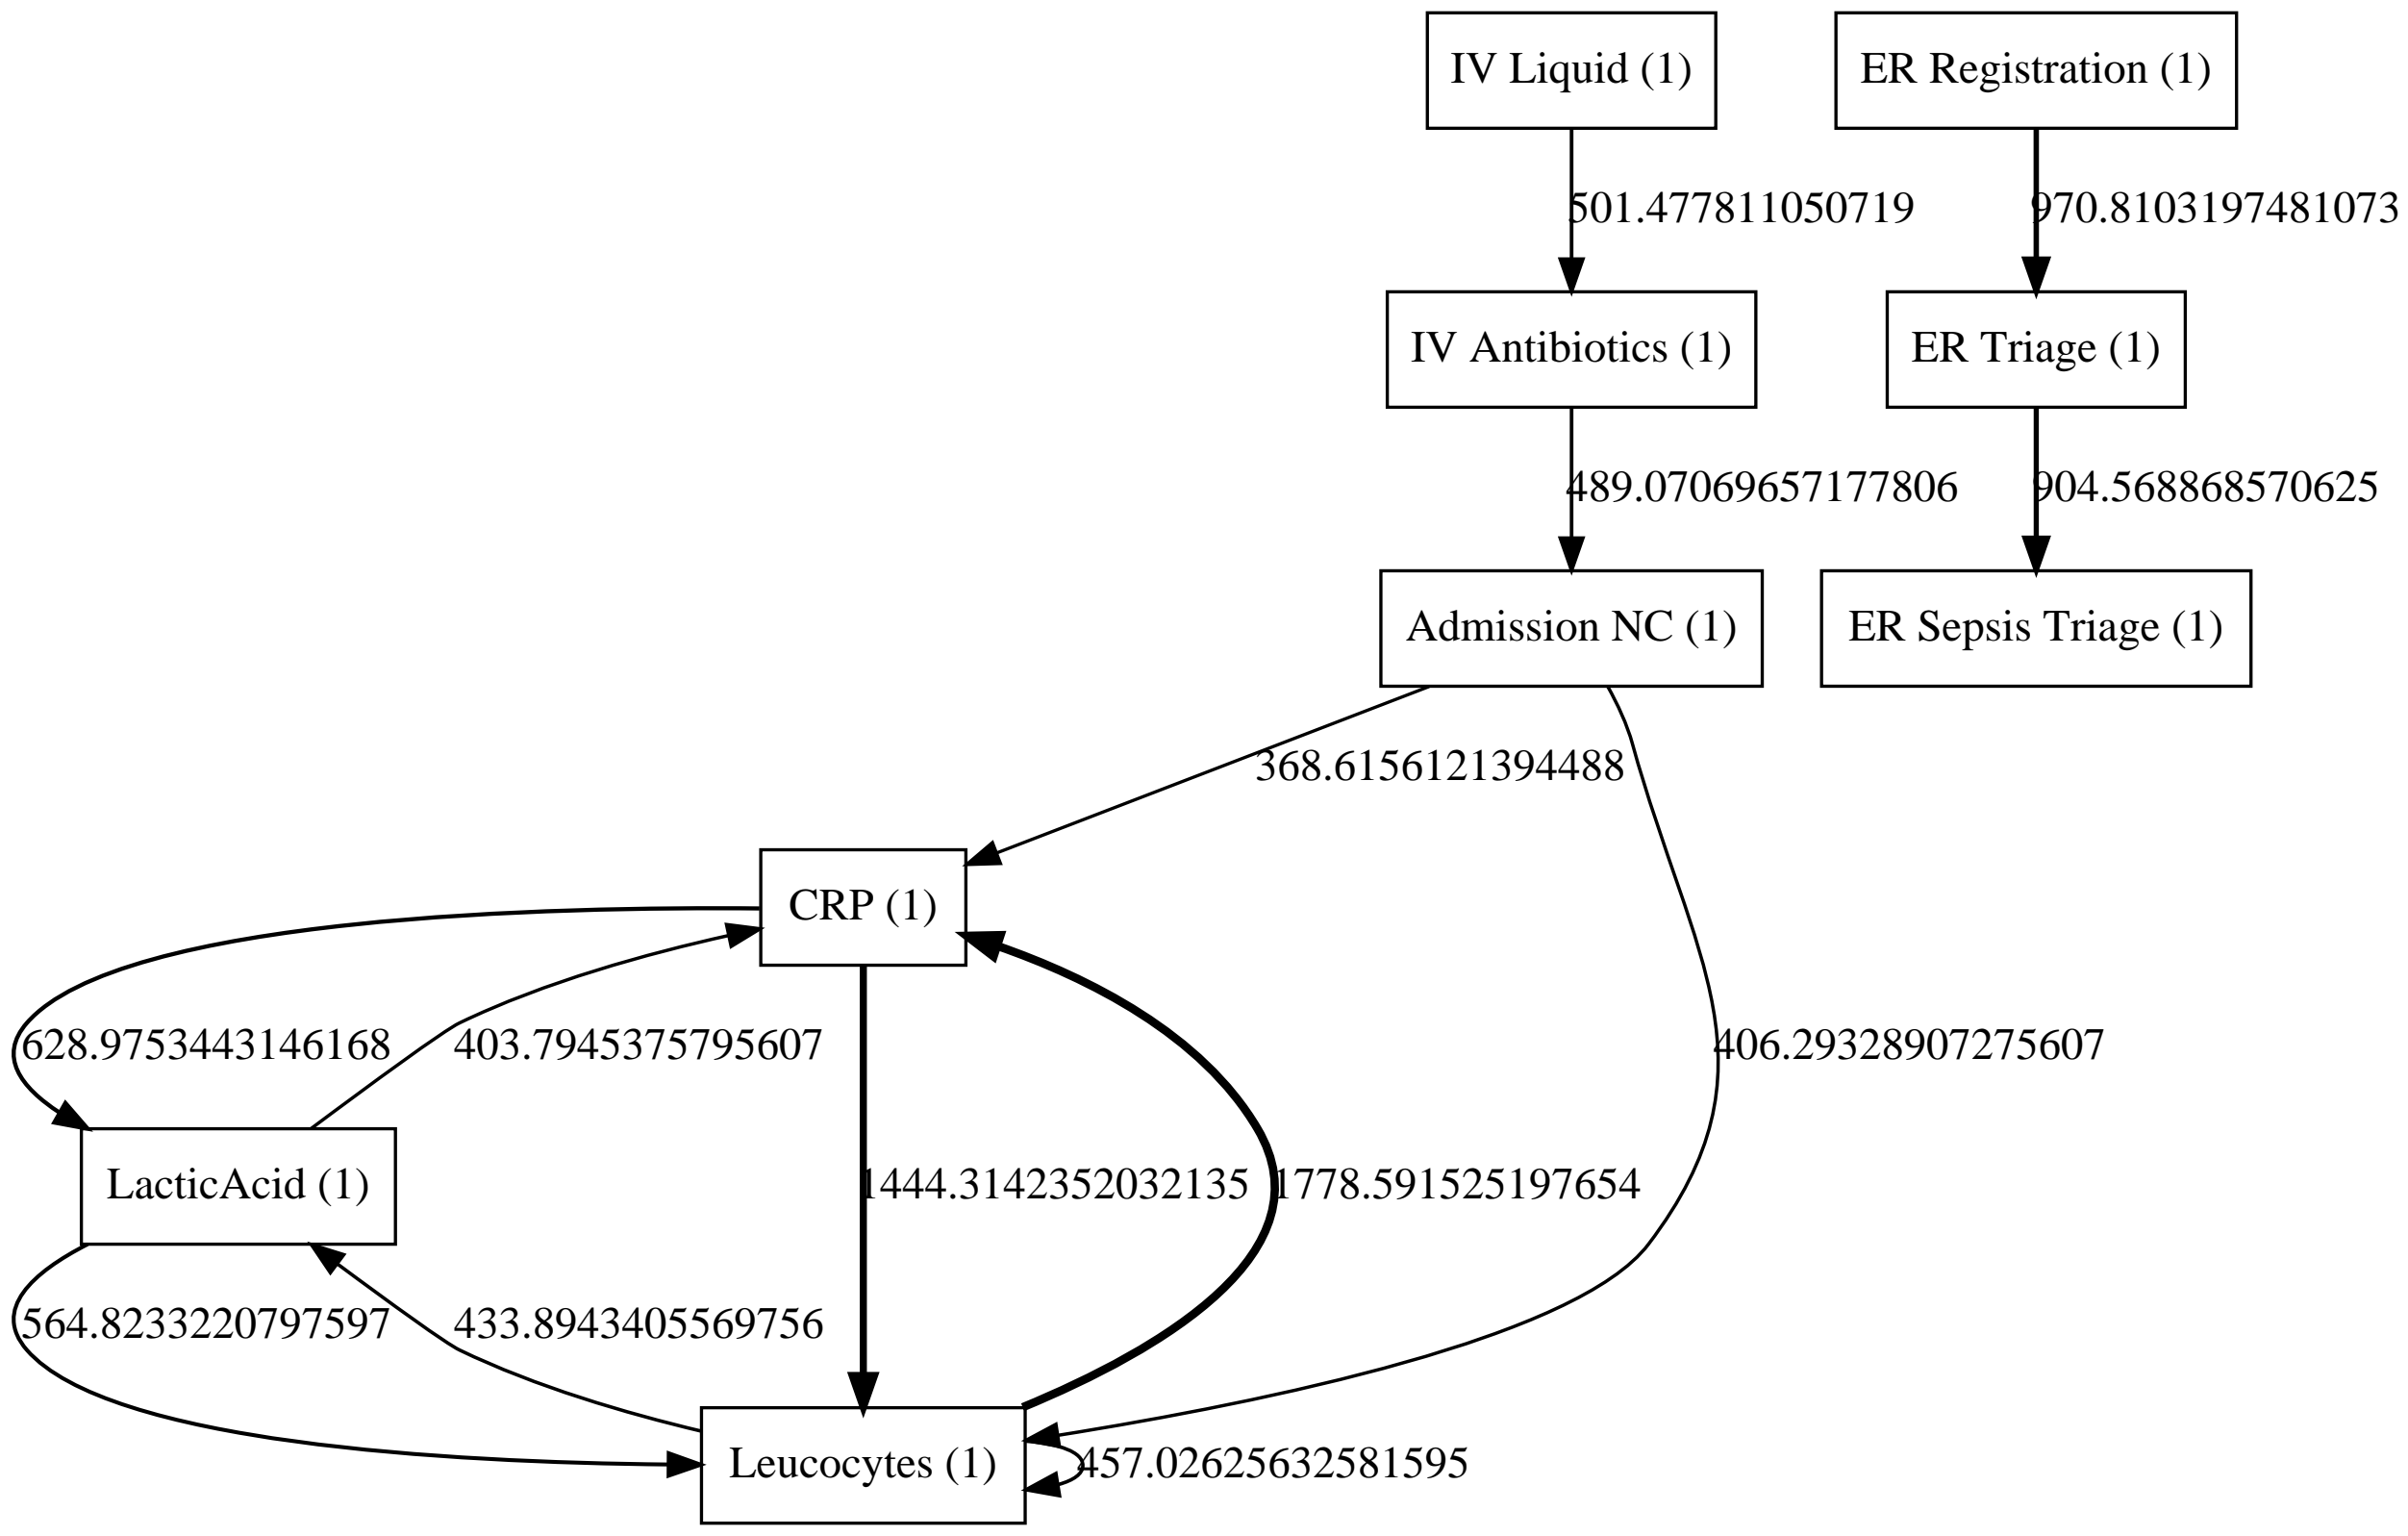 IV Liquid (1)
ER Registration (1)
501.477811050719
970.8103197481073
IV Antibiotics (1)
ER Triage (1)
489.07069657177806
904.568868570625
Admission NC (1)
ER Sepsis Triage (1)
368.6156121394488
CRP (1)
628.9753443146168
403.7945375795607
406.29328907275607
LacticAcid (1)
1444.3142352032135
1778.591525197654
564.8233220797597
433.8943405569756
Leucocytes (1)
457.02625632581595